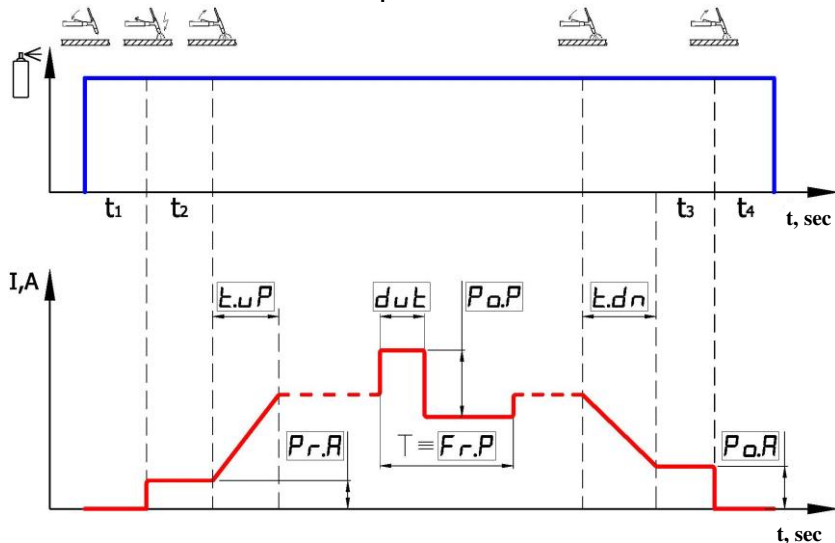 t1 t2 t3 t4
t, sec
I,A
t.uP dut Po.P t.dn
Pr.A T ≡ Fr.P Po.A
t, sec